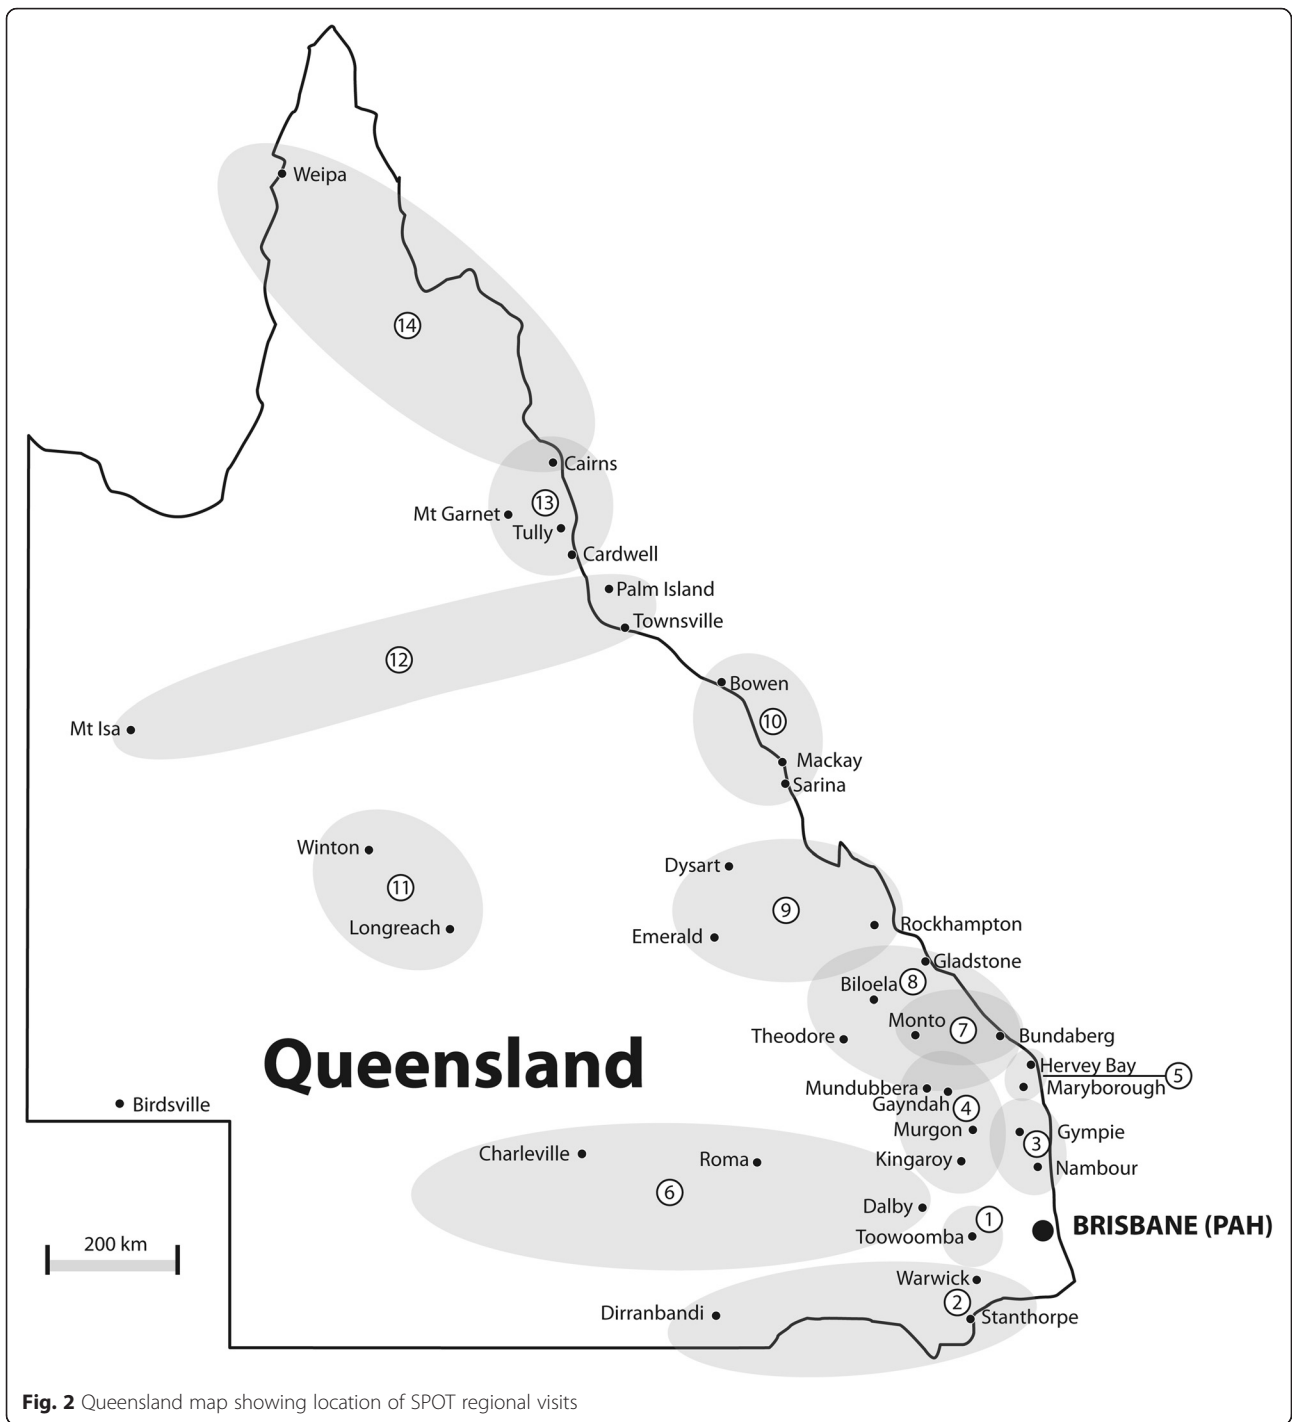 Weipa
14
Cairns
13
Mt Garnet
Tully
Cardwell
Palm Island
Townsville
12
Bowen
10
Mt Isa
Mackay
Sarina
Winton
Dysart
11
9
Longreach
Emerald
Rockhampton
Gladstone
Biloela 8
Monto 7
Theodore
Bundaberg
Queensland
Hervey Bay
5
Mundubbera
Maryborough
Birdsville
Gayndah 4
Murgon
Gympie
3
Charleville
Roma
Kingaroy
Nambour
6
Dalby
1
BRISBANE (PAH)
Toowoomba
200 km
Warwick
2
Dirranbandi
Stanthorpe
Fig. 2 Queensland map showing location of SPOT regional visits